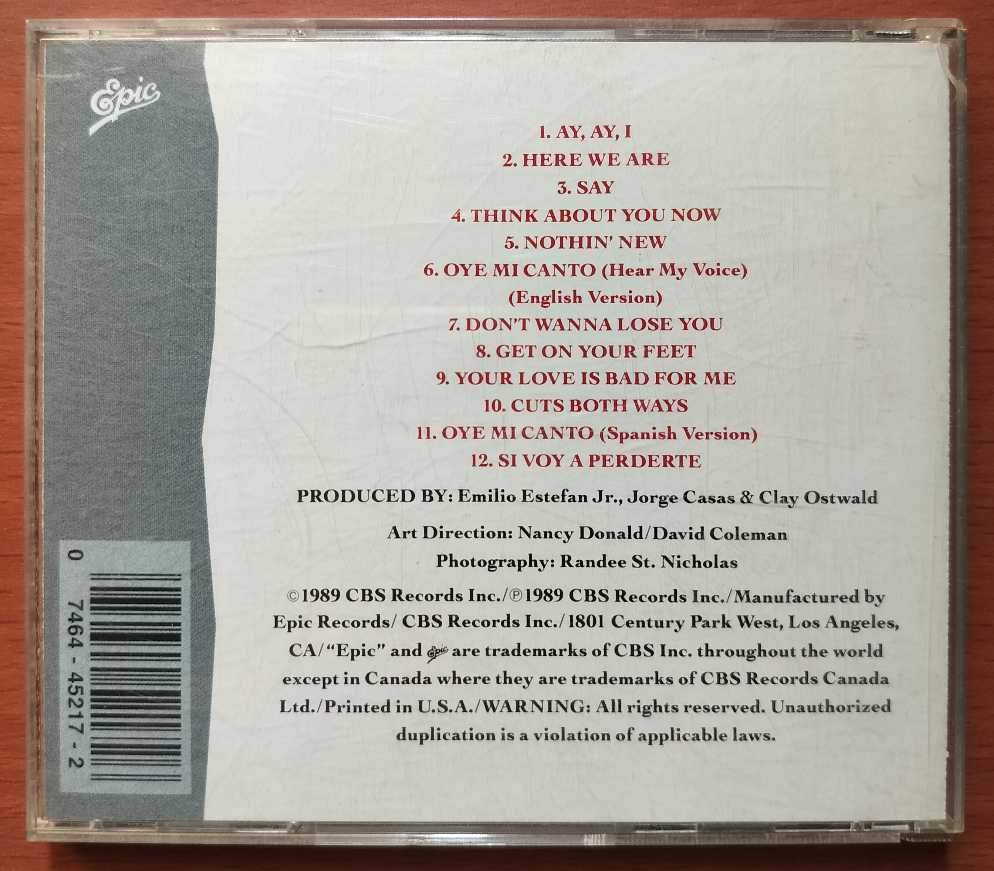 Epic
1. AY, AY, I
2. HERE WE ARE
3. SAY
4. THINK ABOUT YOU NOW
5. NOTHIN' NEW
6. OYE MI CANTO (Hear My Voice)
(English Version)
7. DON'T WANNA LOSE YOU
8. GET ON YOUR FEET
9. YOUR LOVE IS BAD FOR ME
10. CUTS BOTH WAYS
11. OYE MI CANTO (Spanish Version)
12. SI VOY A PERDERTE
PRODUCED BY: Emilio Estefan Jr., Jorge Casas & Clay Ostwald
Art Direction: Nancy Donald/David Coleman
Photography: Randee St. Nicholas
©1989 CBS Records Inc./℗1989 CBS Records Inc./Manufactured by
Epic Records/ CBS Records Inc./1801 Century Park West, Los Angeles,
CA/“Epic” and Epic are trademarks of CBS Inc. throughout the world
except in Canada where they are trademarks of CBS Records Canada
Ltd./Printed in U.S.A./WARNING: All rights reserved. Unauthorized
duplication is a violation of applicable laws.
0 7464 - 45217 - 2